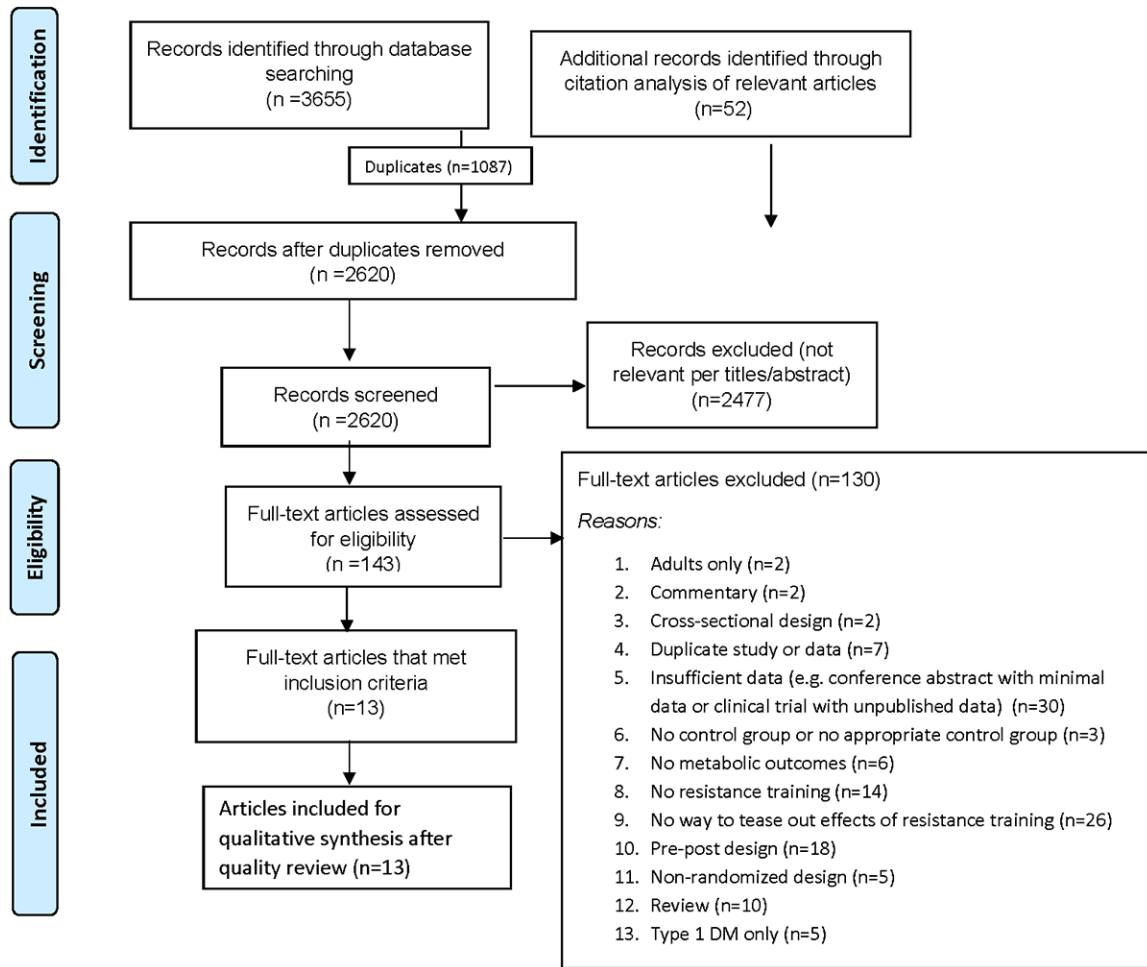 Identification
Records identified through database
searching
(n =3655)
Additional records identified through
citation analysis of relevant articles
(n=52)
Duplicates (n=1087)
Screening
Records after duplicates removed
(n =2620)
Records screened
(n =2620)
Records excluded (not
relevant per titles/abstract)
(n=2477)
Eligibility
Full-text articles assessed
for eligibility
(n =143)
Full-text articles excluded (n=130)
Reasons:
1. Adults only (n=2)
2. Commentary (n=2)
3. Cross-sectional design (n=2)
4. Duplicate study or data (n=7)
5. Insufficient data (e.g. conference abstract with minimal
data or clinical trial with unpublished data) (n=30)
6. No control group or no appropriate control group (n=3)
7. No metabolic outcomes (n=6)
8. No resistance training (n=14)
9. No way to tease out effects of resistance training (n=26)
10. Pre-post design (n=18)
11. Non-randomized design (n=5)
12. Review (n=10)
13. Type 1 DM only (n=5)
Included
Full-text articles that met
inclusion criteria
(n=13)
Articles included for
qualitative synthesis after
quality review (n=13)